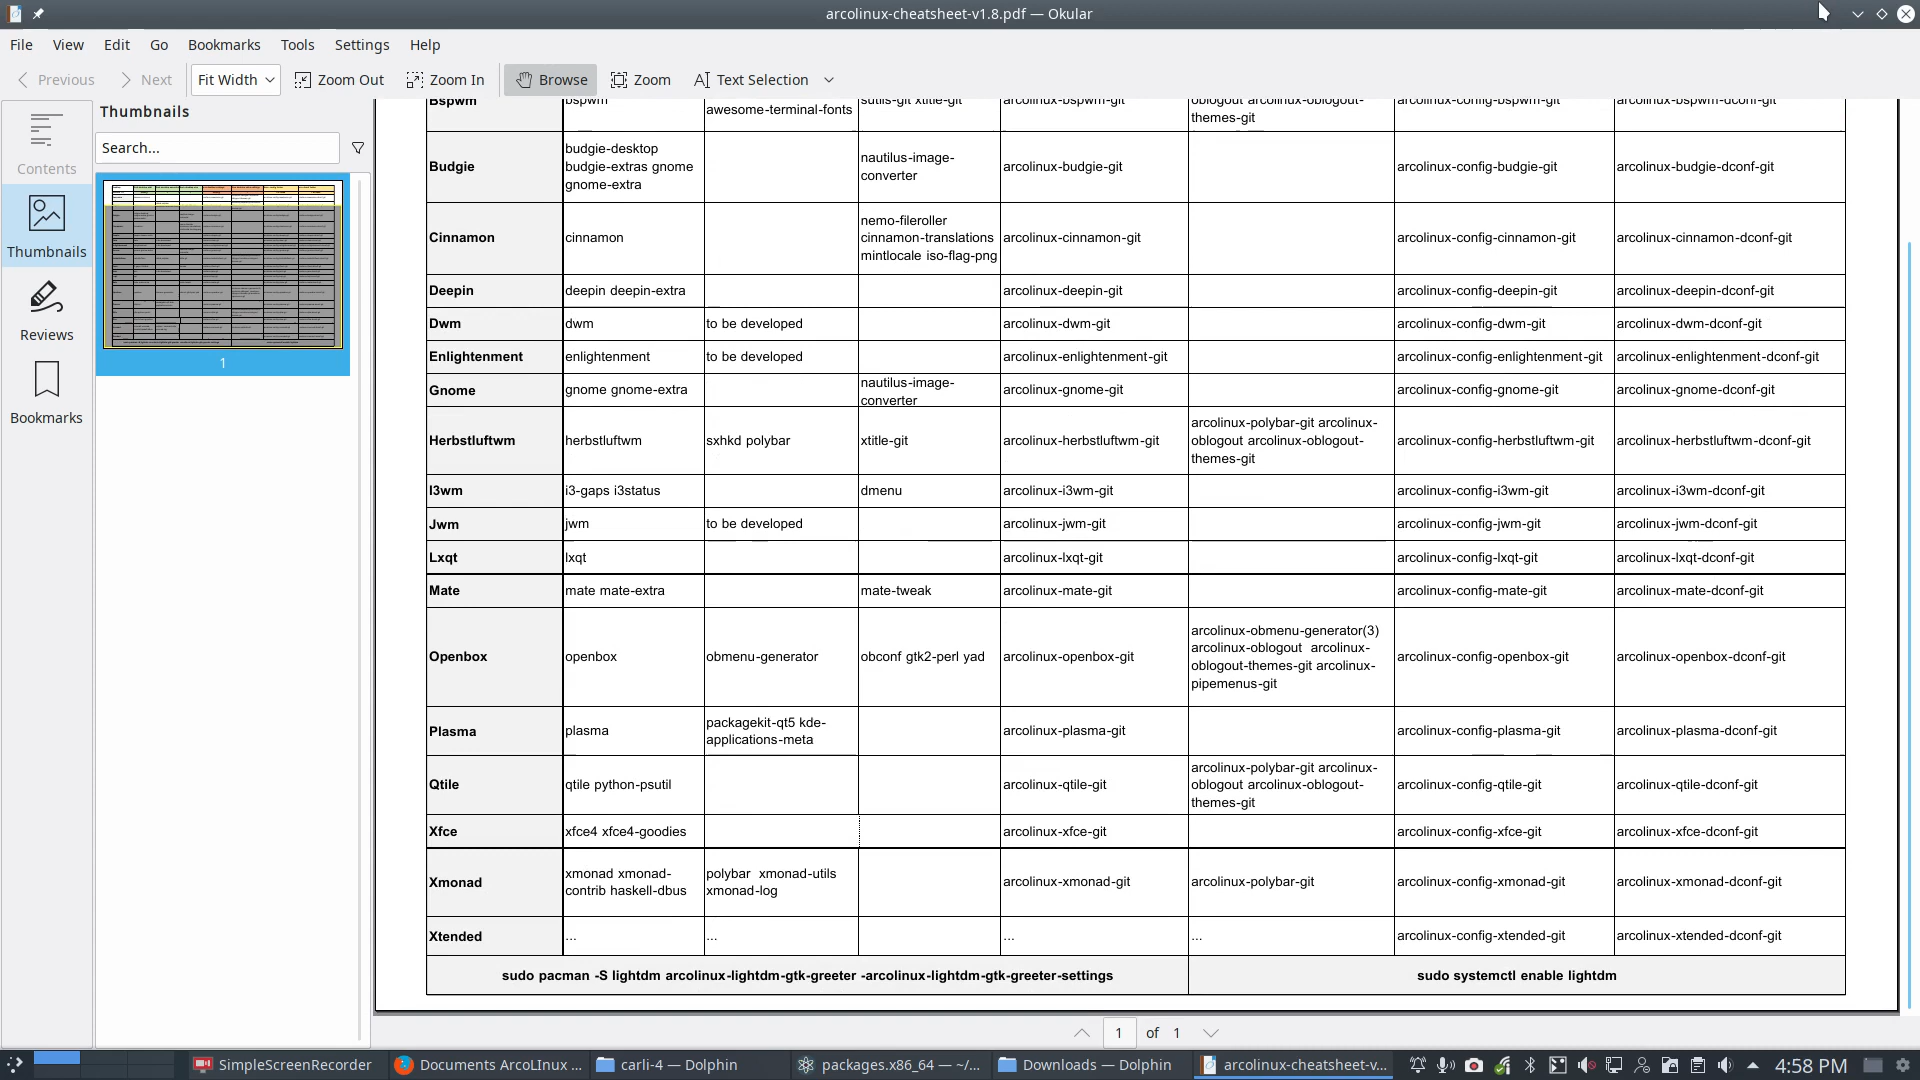 arcolinux-cheatsheet-v1.8.pdf — Okular
File View Edit Go Bookmarks Tools Settings Help
Previous Next Fit Width Zoom Out Zoom In Browse Zoom Text Selection
Contents
Thumbnails
Reviews
Bookmarks
Thumbnails
Search...
1
Bspwm bspwm awesome-terminal-fonts sutils-git xtitle-git arcolinux-bspwm-git oblogout arcolinux-oblogout- arcolinux-config-bspwm-git arcolinux-bspwm-dconf-git
themes-git
Budgie budgie-desktop nautilus-image- arcolinux-budgie-git arcolinux-config-budgie-git arcolinux-budgie-dconf-git
budgie-extras gnome converter
gnome-extra
Cinnamon cinnamon nemo-fileroller arcolinux-cinnamon-git arcolinux-config-cinnamon-git arcolinux-cinnamon-dconf-git
cinnamon-translations
mintlocale iso-flag-png
Deepin deepin deepin-extra arcolinux-deepin-git arcolinux-config-deepin-git arcolinux-deepin-dconf-git
Dwm dwm to be developed arcolinux-dwm-git arcolinux-config-dwm-git arcolinux-dwm-dconf-git
Enlightenment enlightenment to be developed arcolinux-enlightenment-git arcolinux-config-enlightenment-git arcolinux-enlightenment-dconf-git
Gnome gnome gnome-extra nautilus-image- arcolinux-gnome-git arcolinux-config-gnome-git arcolinux-gnome-dconf-git
converter
Herbstluftwm herbstluftwm sxhkd polybar xtitle-git arcolinux-herbstluftwm-git arcolinux-polybar-git arcolinux- arcolinux-config-herbstluftwm-git arcolinux-herbstluftwm-dconf-git
oblogout arcolinux-oblogout-
themes-git
I3wm i3-gaps i3status dmenu arcolinux-i3wm-git arcolinux-config-i3wm-git arcolinux-i3wm-dconf-git
Jwm jwm to be developed arcolinux-jwm-git arcolinux-config-jwm-git arcolinux-jwm-dconf-git
Lxqt lxqt arcolinux-lxqt-git arcolinux-config-lxqt-git arcolinux-lxqt-dconf-git
Mate mate mate-extra mate-tweak arcolinux-mate-git arcolinux-config-mate-git arcolinux-mate-dconf-git
Openbox openbox obmenu-generator obconf gtk2-perl yad arcolinux-openbox-git arcolinux-obmenu-generator(3) arcolinux-config-openbox-git arcolinux-openbox-dconf-git
arcolinux-oblogout arcolinux-
oblogout-themes-git arcolinux-
pipemenus-git
Plasma plasma packagekit-qt5 kde- arcolinux-plasma-git arcolinux-config-plasma-git arcolinux-plasma-dconf-git
applications-meta
Qtile qtile python-psutil arcolinux-qtile-git arcolinux-polybar-git arcolinux- arcolinux-config-qtile-git arcolinux-qtile-dconf-git
oblogout arcolinux-oblogout-
themes-git
Xfce xfce4 xfce4-goodies arcolinux-xfce-git arcolinux-config-xfce-git arcolinux-xfce-dconf-git
Xmonad xmonad xmonad- polybar xmonad-utils arcolinux-xmonad-git arcolinux-polybar-git arcolinux-config-xmonad-git arcolinux-xmonad-dconf-git
contrib haskell-dbus xmonad-log
Xtended ... ... ... ... arcolinux-config-xtended-git arcolinux-xtended-dconf-git
sudo pacman -S lightdm arcolinux-lightdm-gtk-greeter -arcolinux-lightdm-gtk-greeter-settings sudo systemctl enable lightdm
1 of 1
SimpleScreenRecorder Documents ArcoLInux ... carli-4 — Dolphin packages.x86_64 — ~/... Downloads — Dolphin arcolinux-cheatsheet-v... 4:58 PM